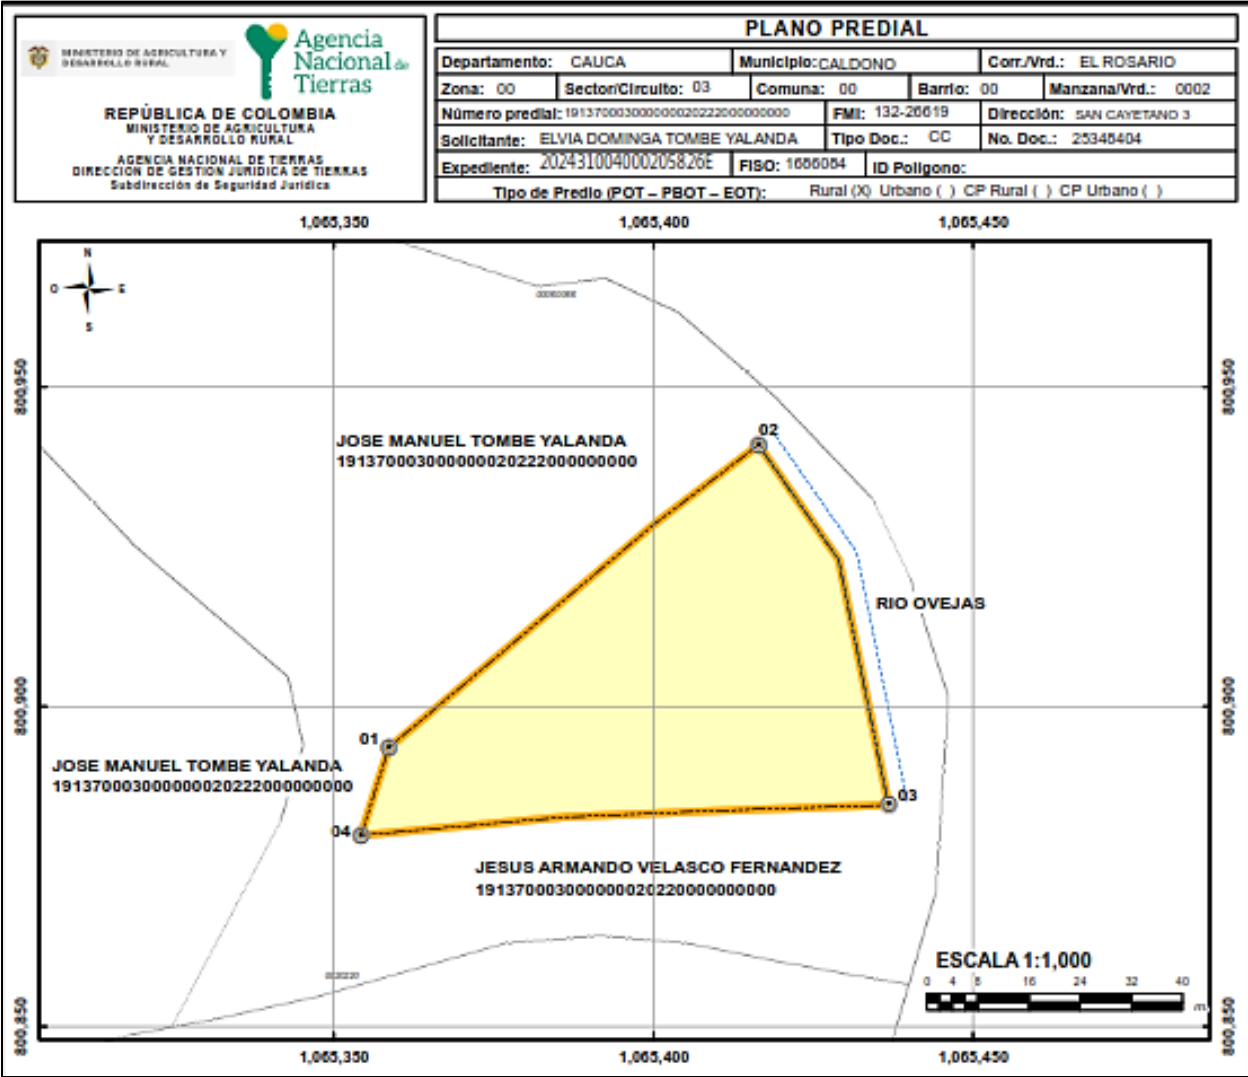 MINISTERIO DE AGRICULTURA Y
DESARROLLO RURAL
Agencia
Nacional de
Tierras
REPÚBLICA DE COLOMBIA
MINISTERIO DE AGRICULTURA
Y DESARROLLO RURAL
AGENCIA NACIONAL DE TIERRAS
DIRECCION DE GESTION JURIDICA DE TIERRAS
Subdirección de Seguridad Jurídica
PLANO PREDIAL
Departamento: CAUCA Municipio: CALDONO Corr./Vrd.: EL ROSARIO
Zona: 00 Sector/Circuito: 03 Comuna: 00 Barrio: 00 Manzana/Vrd.: 0002
Número predial: 191370003000000020222000000000 FMI: 132-26619 Dirección: SAN CAYETANO 3
Solicitante: ELVIA DOMINGA TOMBE YALANDA Tipo Doc.: CC No. Doc.: 25348404
Expediente: 202431004000205826E FISO: 1686084 ID Poligono:
Tipo de Predio (POT – PBOT – EOT): Rural (X) Urbano ( ) CP Rural ( ) CP Urbano ( )
1,065,350 1,065,400 1,065,450
N
O E
S
800,950 800,950
02
JOSE MANUEL TOMBE YALANDA
191370003000000020222000000000
RIO OVEJAS
800,900 800,900
01
JOSE MANUEL TOMBE YALANDA
191370003000000020222000000000
03
04
JESUS ARMANDO VELASCO FERNANDEZ
191370003000000020220000000000
ESCALA 1:1,000
0 4 8 16 24 32 40
m
800,850 800,850
1,065,350 1,065,400 1,065,450